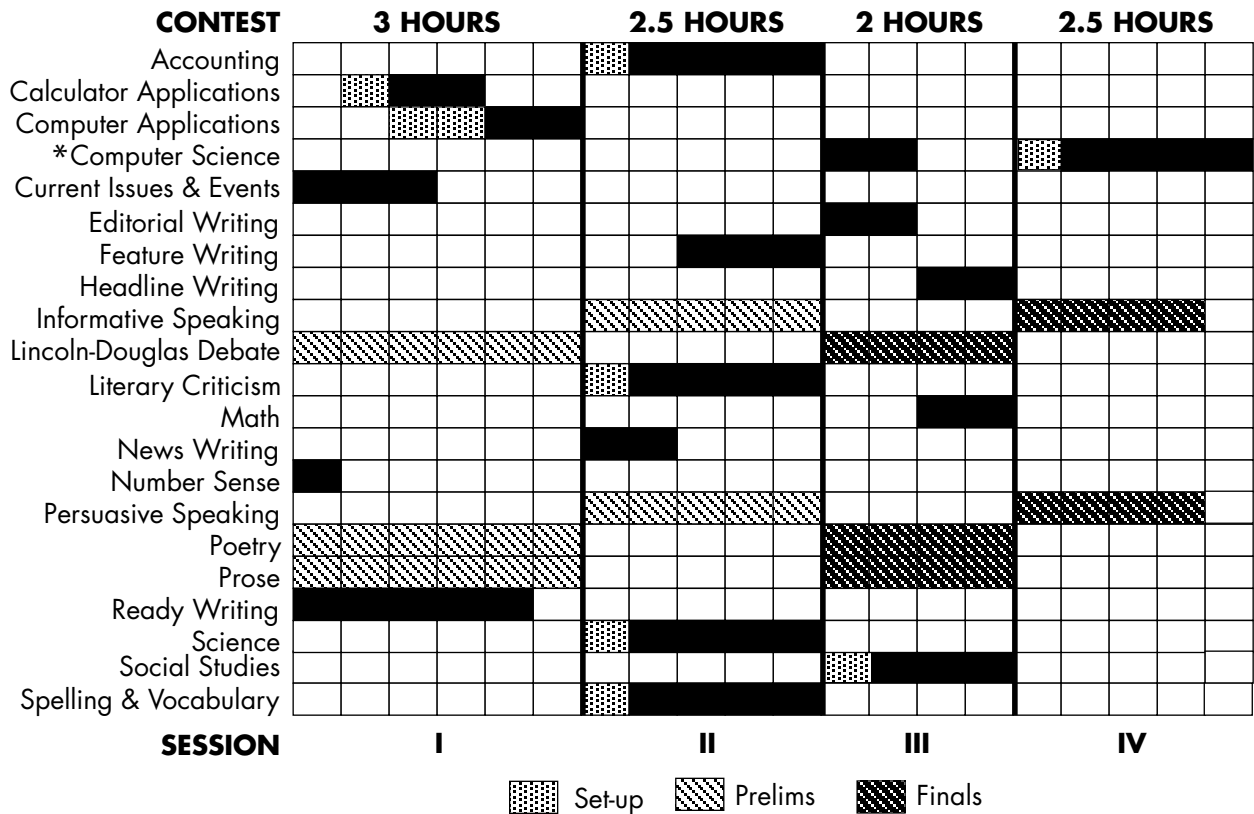 CONTEST 3 HOURS 2.5 HOURS 2 HOURS 2.5 HOURS
Accounting
Calculator Applications
Computer Applications
*Computer Science
Current Issues & Events
Editorial Writing
Feature Writing
Headline Writing
Informative Speaking
Lincoln-Douglas Debate
Literary Criticism
Math
News Writing
Number Sense
Persuasive Speaking
Poetry
Prose
Ready Writing
Science
Social Studies
Spelling & Vocabulary
SESSION I II III IV
Set-up Prelims Finals